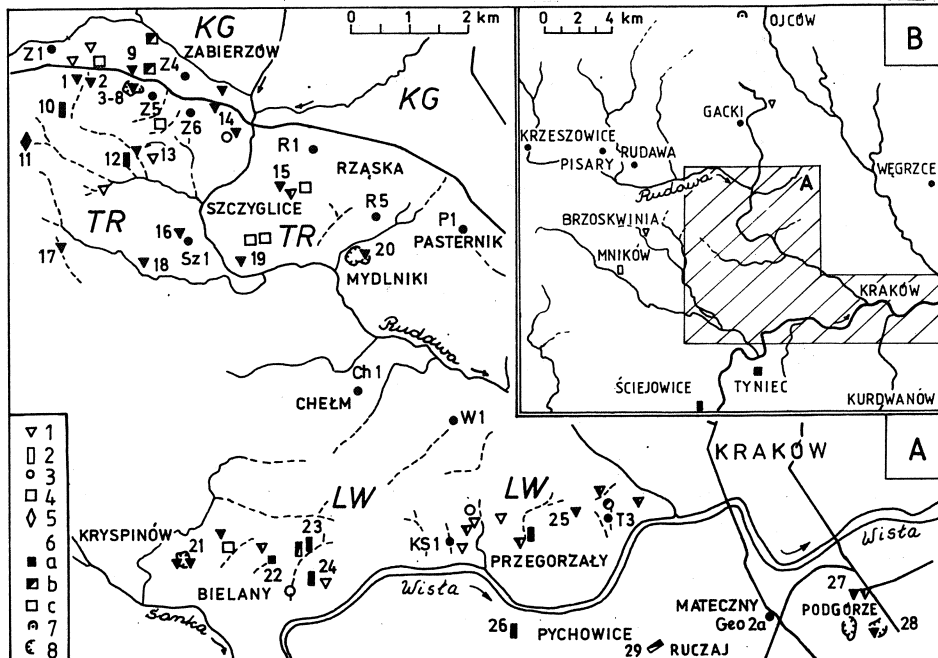 KG
0 1 2 km
ZABIERZÓW
Z1
9
Z4
1
2
3-8
Z5
10
Z6
14
KG
11
12
13
R1
RZĄSKA
15
SZCZYGLICE
R5
TR
TR
P1
PASTERNIK
16
Sz1
17
18
19
20
MYDLNIKI
Rudawa
Ch1
CHEŁM
W1
LW
LW
KRYSPINÓW
21
23
22
24
BIELANY
KS1
25
T3
PRZEGORZAŁY
Wisła
Sanka
26
PYCHOWICE
29
RUCZAJ
MATECZNY
Geo 2a
27
PODGÓRZE
28
KRAKÓW
A
Wisła
0 2 4 km
OJCÓW
B
GACKI
KRZESZOWICE
PISARY
RUDAWA
WĘGRZCE
Rudawa
A
BRZOSKWINIA
MNIKÓW
KRAKÓW
ŚCIEJOWICE
TYNIEC
KURDWANÓW
1
2
3
4
5
6
a
b
c
7
8